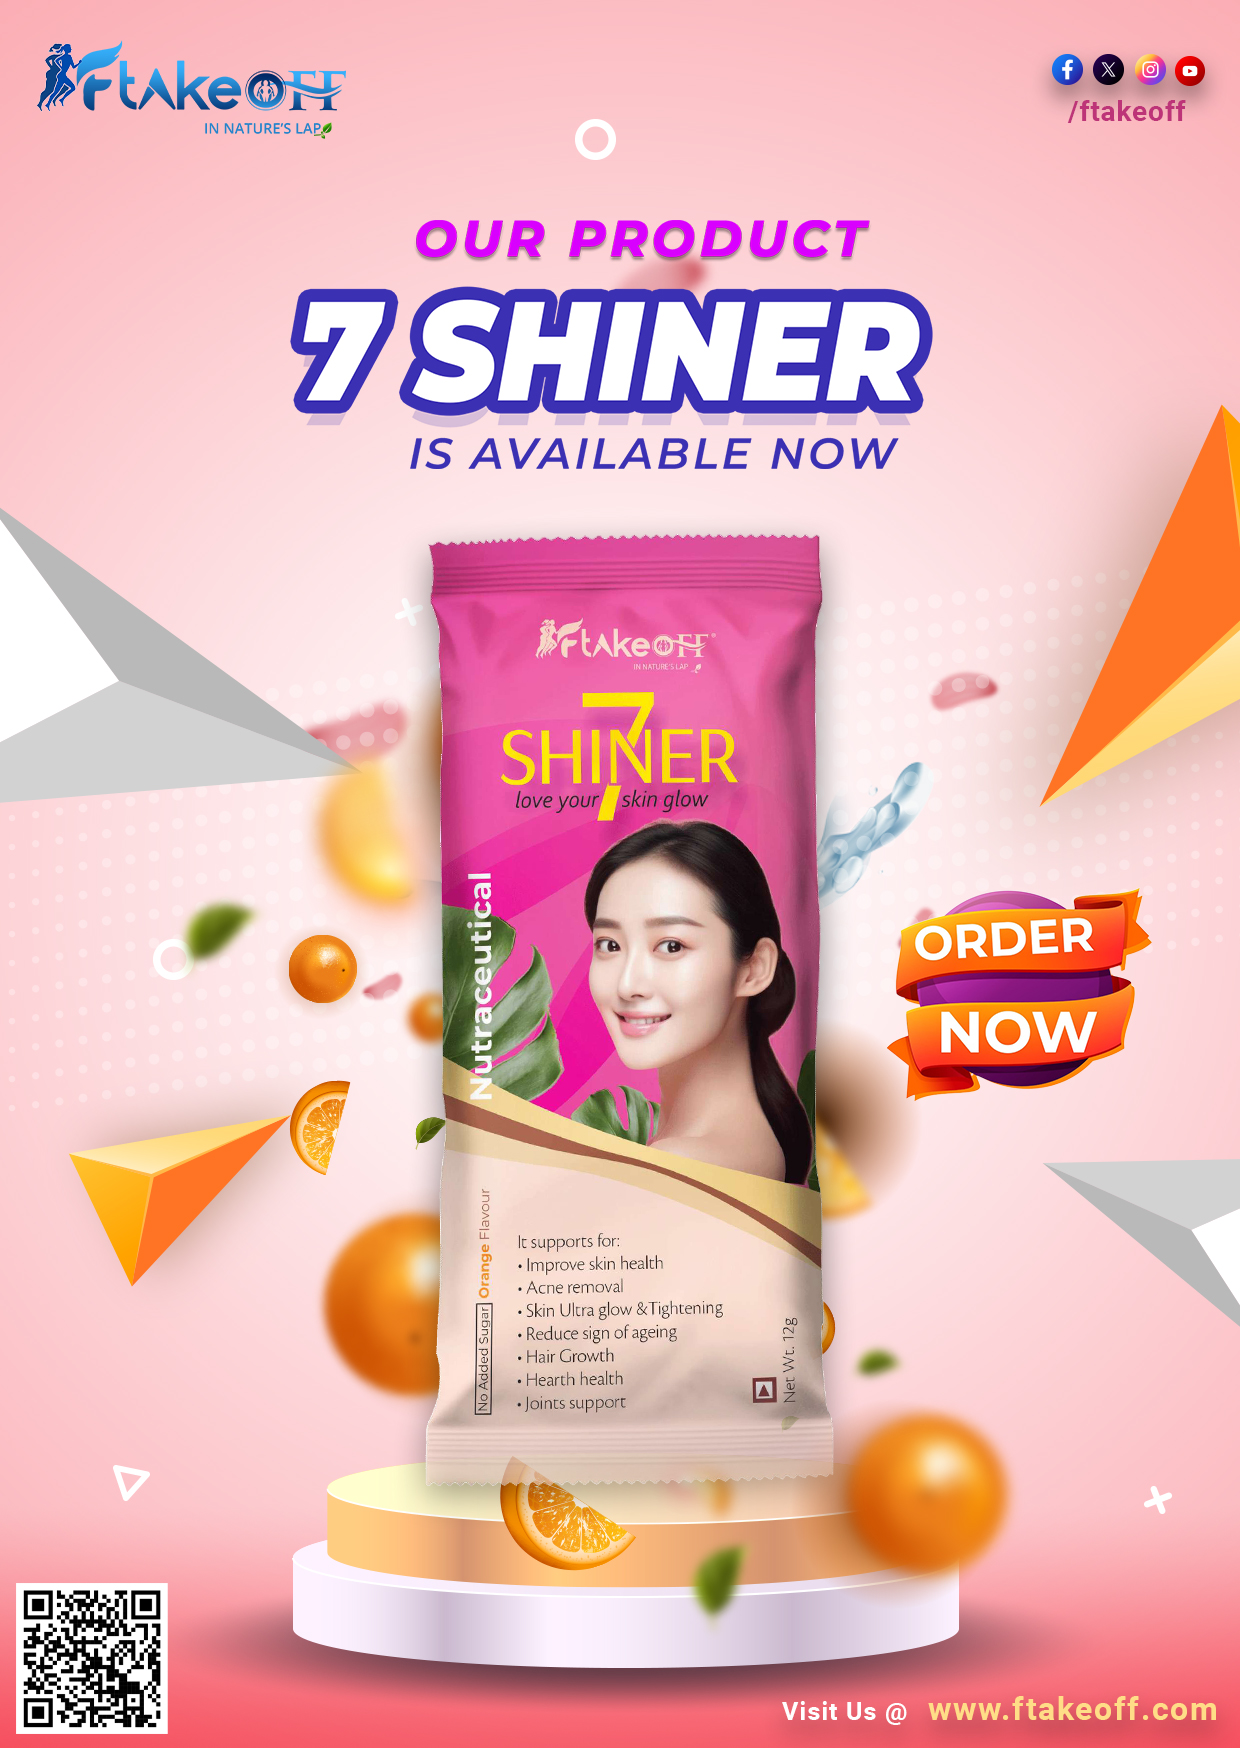 Ftakeoff
IN NATURE'S LAP
/ftakeoff
OUR PRODUCT
7 SHINER
IS AVAILABLE NOW
Ftakeoff
IN NATURE'S LAP
7
SHINER
love your skin glow
Nutraceutical
ORDER
NOW
No Added Sugar Orange Flavour
It supports for:
• Improve skin health
• Acne removal
• Skin Ultra glow &Tightening
• Reduce sign of ageing
• Hair Growth
• Hearth health
• Joints support
Net Wt. 12g
Visit Us @ www.ftakeoff.com